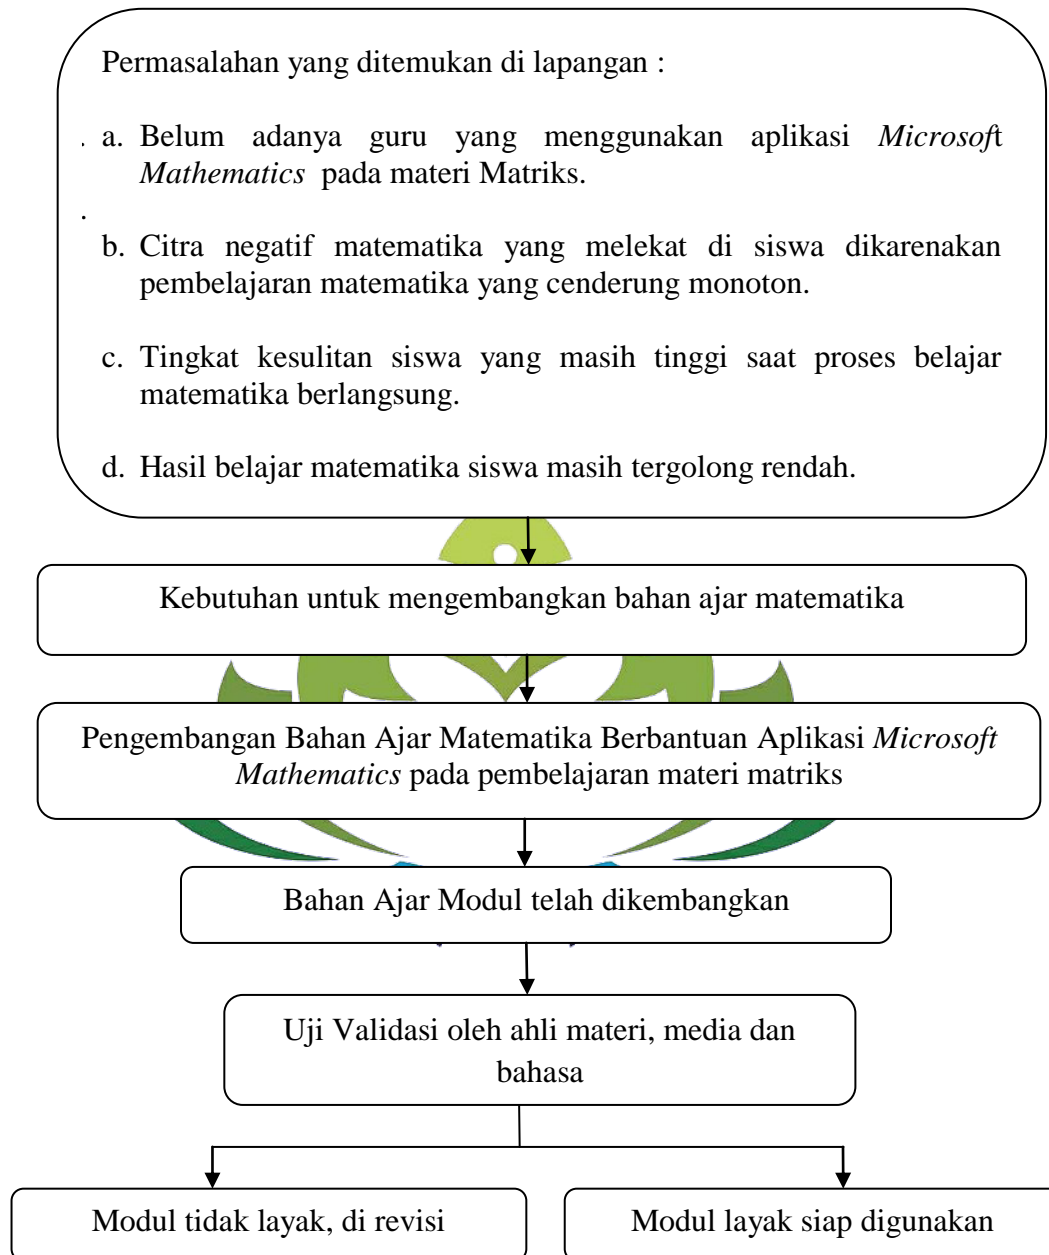 Permasalahan yang ditemukan di lapangan :
a. Belum adanya guru yang menggunakan aplikasi Microsoft
Mathematics pada materi Matriks.
b. Citra negatif matematika yang melekat di siswa dikarenakan
pembelajaran matematika yang cenderung monoton.
c. Tingkat kesulitan siswa yang masih tinggi saat proses belajar
matematika berlangsung.
d. Hasil belajar matematika siswa masih tergolong rendah.
Kebutuhan untuk mengembangkan bahan ajar matematika
Pengembangan Bahan Ajar Matematika Berbantuan Aplikasi Microsoft
Mathematics pada pembelajaran materi matriks
Bahan Ajar Modul telah dikembangkan
Uji Validasi oleh ahli materi, media dan
bahasa
Modul tidak layak, di revisi
Modul layak siap digunakan